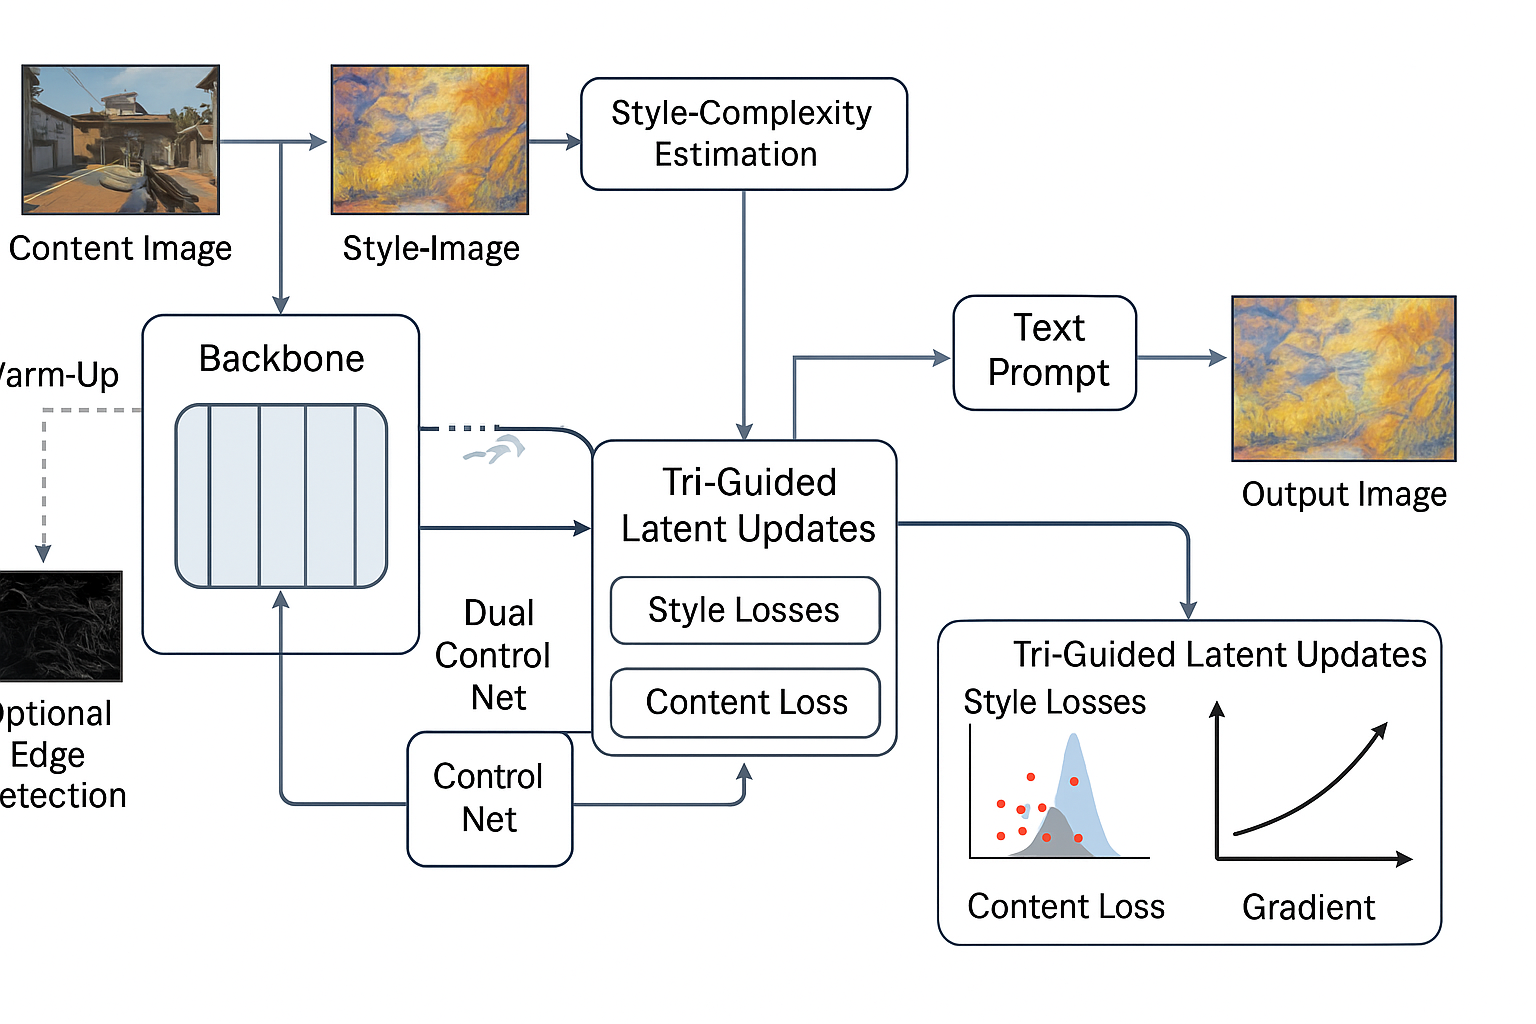 Content Image
Style-Image
Style-Complexity
Estimation
Backbone
arm-Up
Text
Prompt
Output Image
Tri-Guided
Latent Updates
Style Losses
Content Loss
Dual
Control
Net
Control
Net
ptional
Edge
etection
Tri-Guided Latent Updates
Style Losses
Content Loss
Gradient